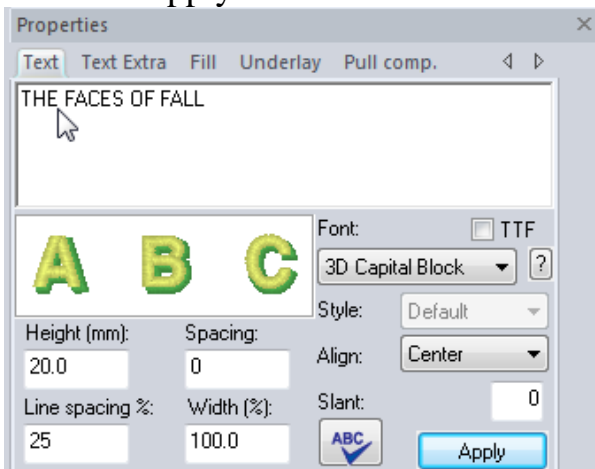 Apply
Properties
Text Text Extra Fill Underlay Pull comp.
THE FACES OF FALL
A B C
Font: TTF
3D Capital Block ?
Style: Default
Height (mm): Spacing:
20.0 0
Align: Center
Line spacing %: Width (%): Slant: 0
25 100.0 ABC Apply